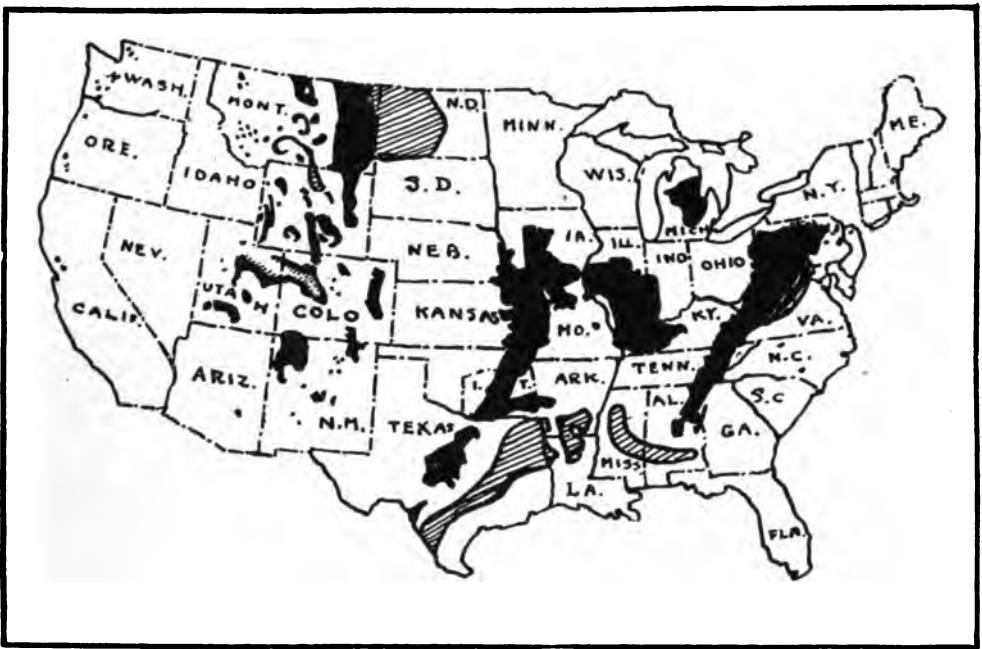 WASH.
MONT.
N.D.
MINN.
ME.
ORE.
IDAHO
S.D.
WIS.
N.Y.
MICH
NEV.
NEB.
IA.
ILL.
IND.
OHIO
UTAH
COLO
KANSAS
MO.
KY.
VA.
CALIF.
ARIZ.
N.M.
I. T.
ARK.
TENN.
N.C.
S.C
TEXAS
AL.
GA.
MISS
LA.
FLA.